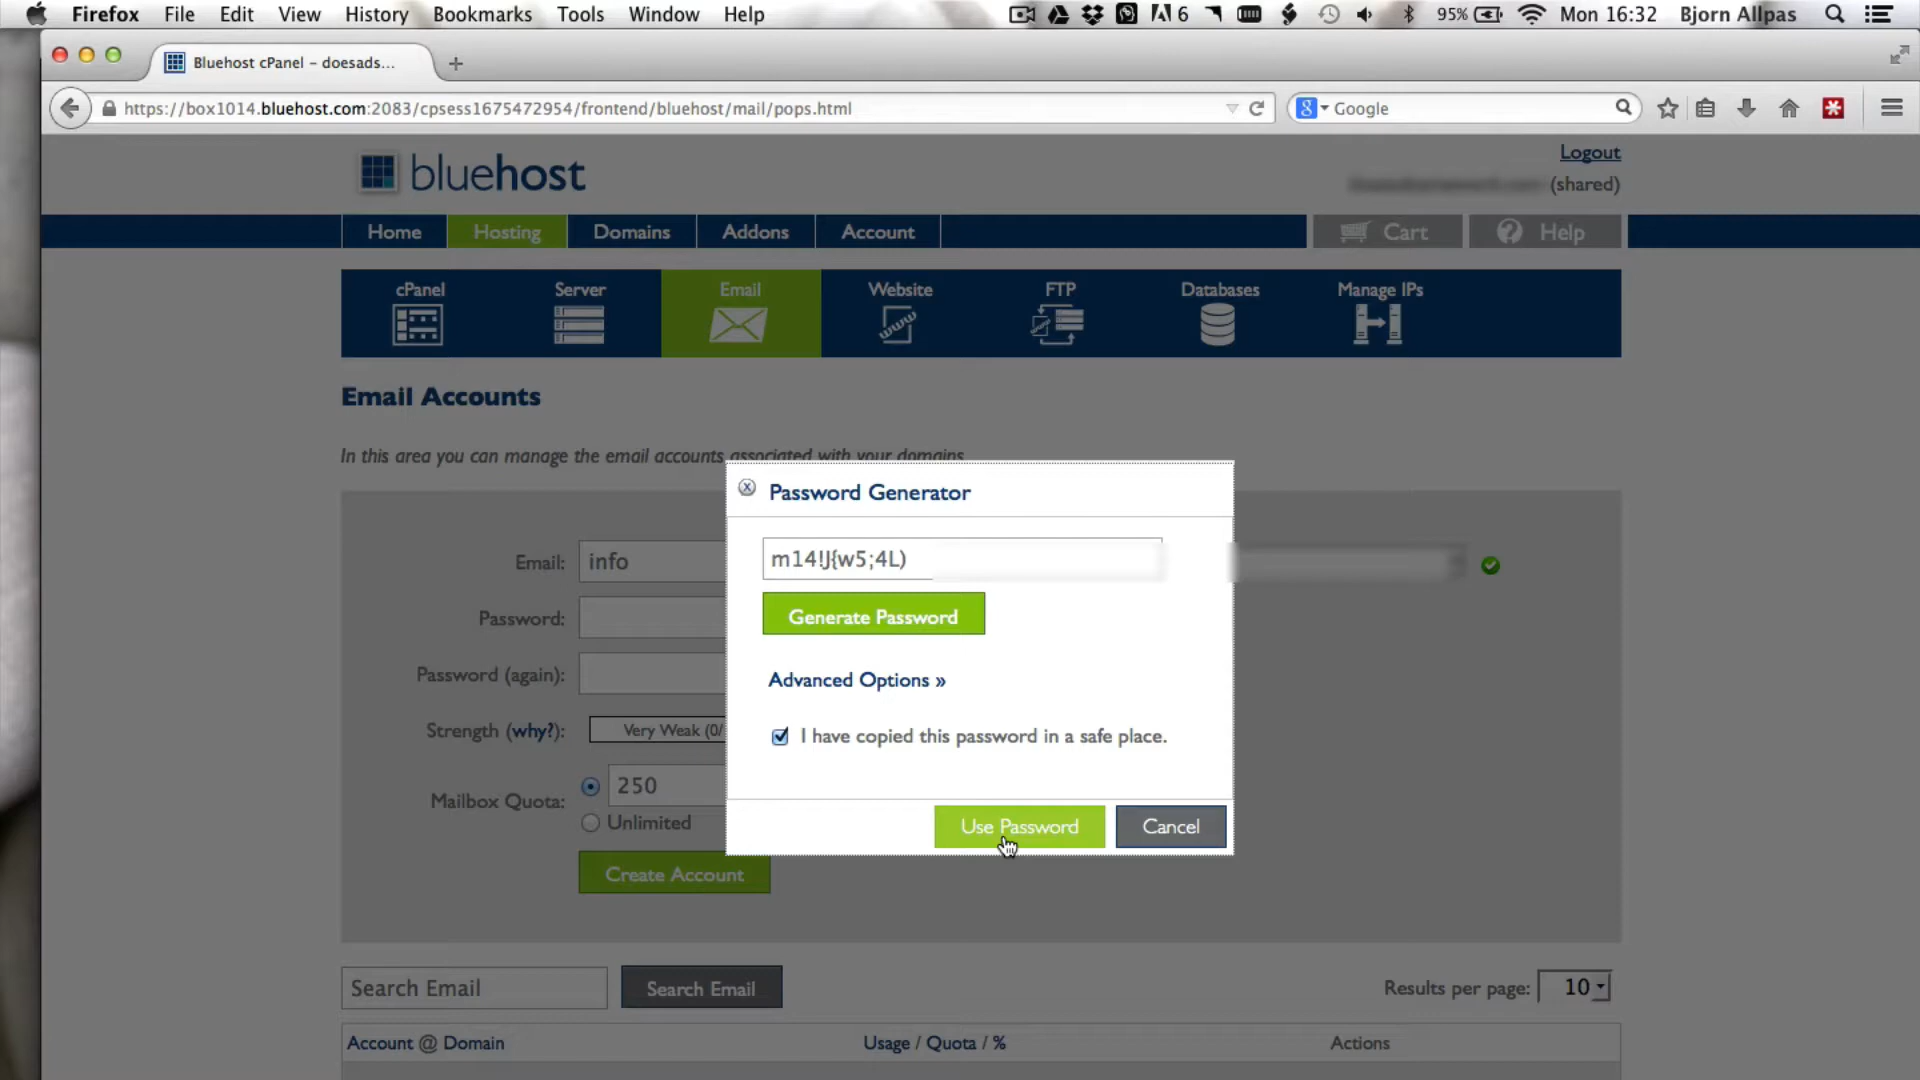 Firefox File Edit View History Bookmarks Tools Window Help 6 95% Mon 16:32 Bjorn Allpas
Bluehost cPanel – doesads...
https://box1014.bluehost.com:2083/cpsess1675472954/frontend/bluehost/mail/pops.html
Google
Logout
bluehost
(shared)
Home Hosting Domains Addons Account Cart Help
cPanel Server Email Website FTP Databases Manage IPs
www
Email Accounts
In this area you can manage the email accounts associated with your domains.
Password Generator
Email: info
m14!J{w5;4L)
Password:
Generate Password
Password (again):
Advanced Options »
Strength (why?): Very Weak (0/
I have copied this password in a safe place.
Mailbox Quota: 250
Unlimited
Use Password Cancel
Create Account
Search Email Search Email Results per page: 10
Account @ Domain Usage / Quota / % Actions